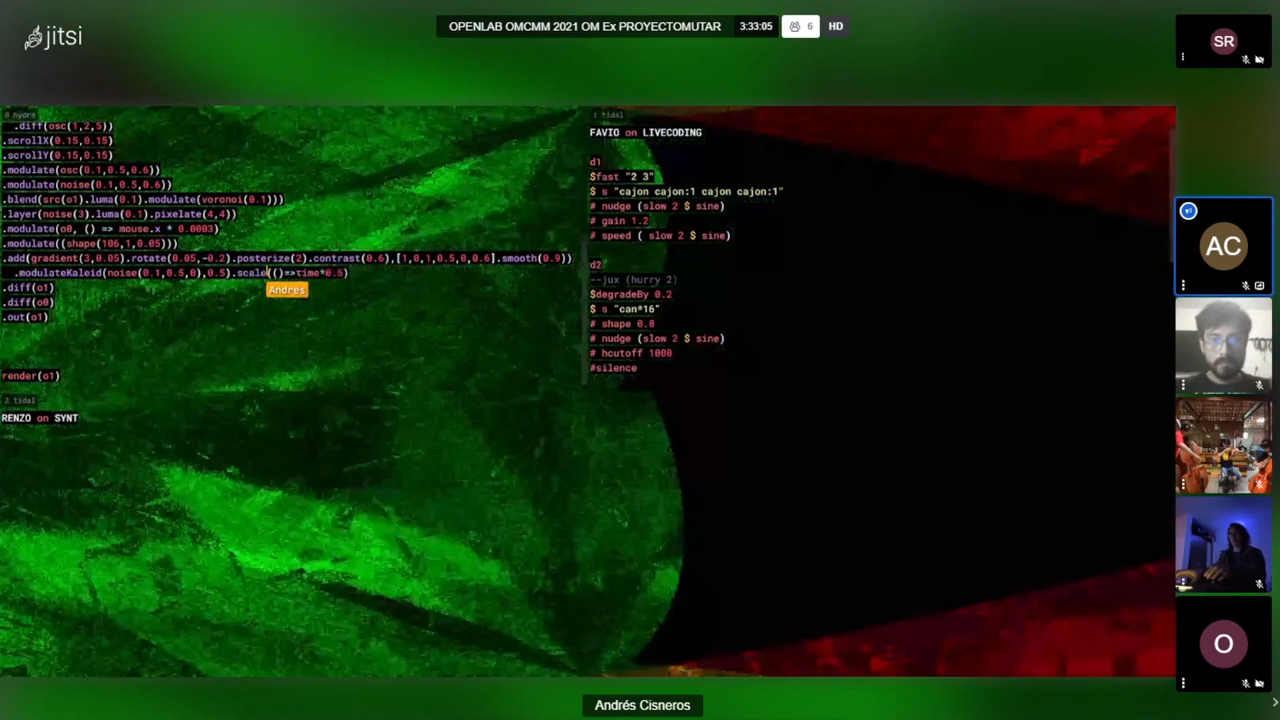 jitsi
OPENLAB OMCMM 2021 OM Ex PROYECTOMUTAR
3:33:05
6
HD
SR
0 hydra
.diff(osc(1,2,5))
.scrollX(0.15,0.15)
.scrollY(0.15,0.15)
.modulate(osc(0.1,0.5,0.6)
.modulate(noise(0.1,0.5,0.6)
.blend(src(o1).luma(0.1).modulate(voronoi(0.1)))
.layer(noise(3).luma(0.1).pixelate(4,4))
.modulate(o0, () => mouse.x * 0.0003)
.modulate((shape(106,1,0.05)))
.add(gradient(3,0.05).rotate(0.05,-0.2).posterize(2).contrast(0.6),[1,0,1,0.5,0,0.6].smooth(0.9))
.modulateKaleid(noise(0.1,0.5,0),0.5).scale(()=>time*0.5)
Andres
.diff(o1)
.diff(o0)
.out(o1)
render(o1)
2 tidal
RENZO on SYNT
1 tidal
FAVIO on LIVECODING
d1
$fast "2 3"
$ s "cajon cajon:1 cajon cajon:1"
# nudge (slow 2 $ sine)
# gain 1.2
# speed ( slow 2 $ sine)
d2
--jux (hurry 2)
$degradeBy 0.2
$ s "can*16"
# shape 0.8
# nudge (slow 2 $ sine)
# hcutoff 1000
#silence
AC
O
Andrés Cisneros